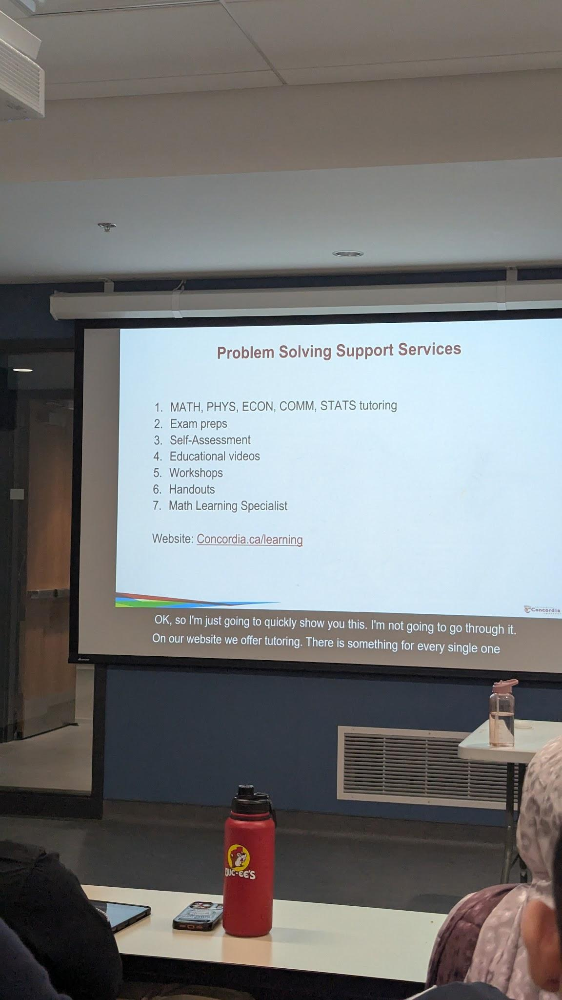 Problem Solving Support Services
1. MATH, PHYS, ECON, COMM, STATS tutoring
2. Exam preps
3. Self-Assessment
4. Educational videos
5. Workshops
6. Handouts
7. Math Learning Specialist
Website: Concordia.ca/learning
Concordia
OK, so I'm just going to quickly show you this. I'm not going to go through it.
On our website we offer tutoring. There is something for every single one
BUC-EE'S